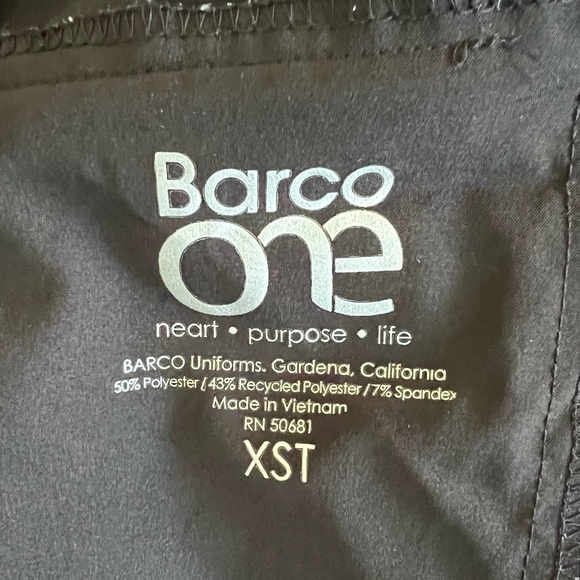 Barco
one
neart • purpose • life
BARCO Uniforms. Gardena, California
50% Polyester / 43% Recycled Polyester / 7% Spandex
Made in Vietnam
RN 50681
XST